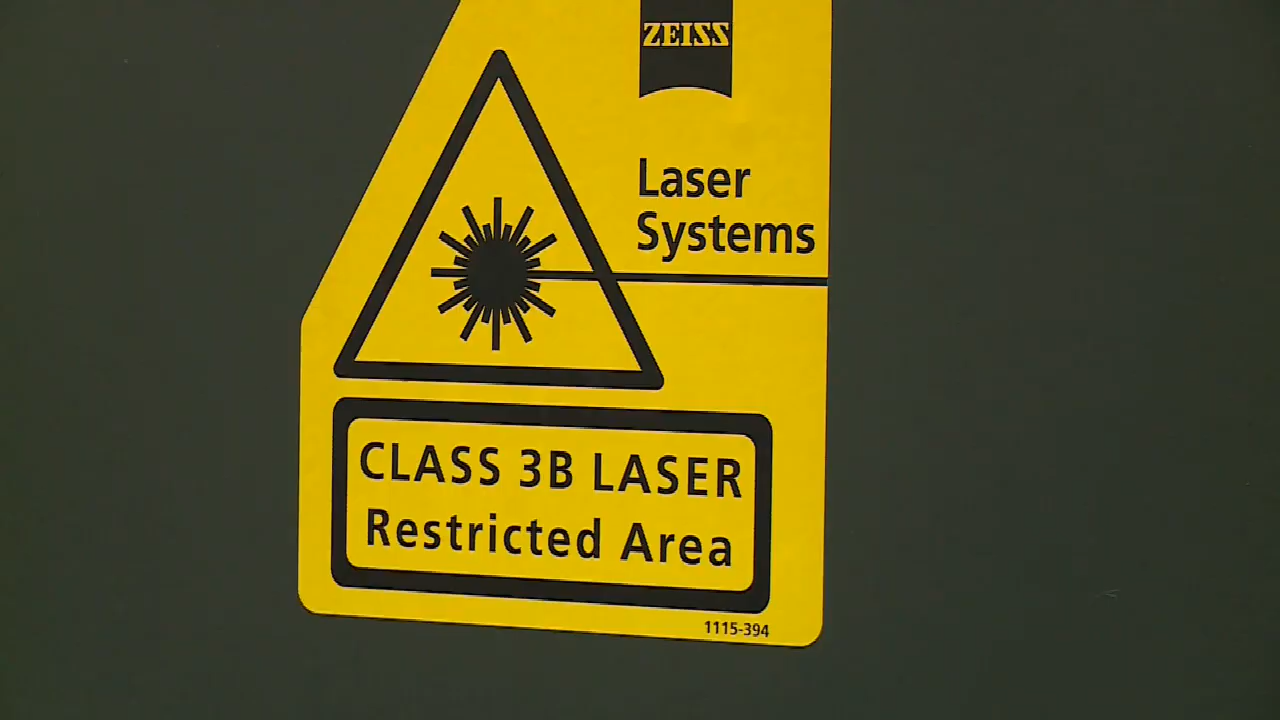 ZEISS
Laser
Systems
CLASS 3B LASER
Restricted Area
1115-394